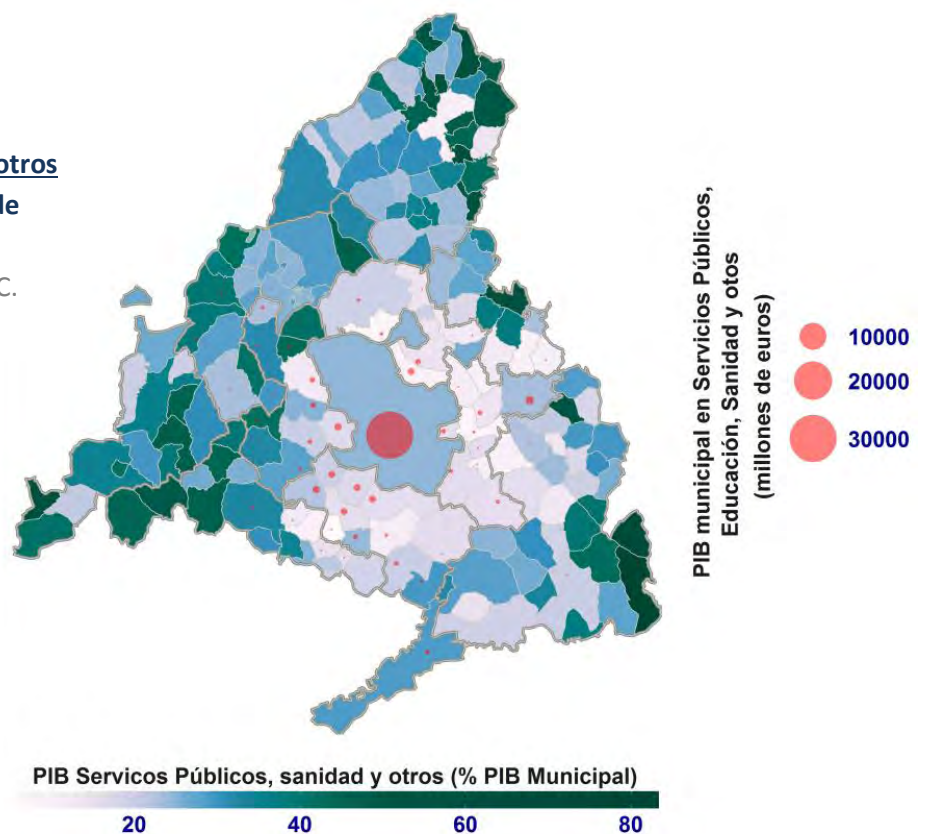 otros
de
C.
PIB municipal en Servicios Públicos,
Educación, Sanidad y otos
(millones de euros)
10000
20000
30000
PIB Servicos Públicos, sanidad y otros (% PIB Municipal)
20 40 60 80